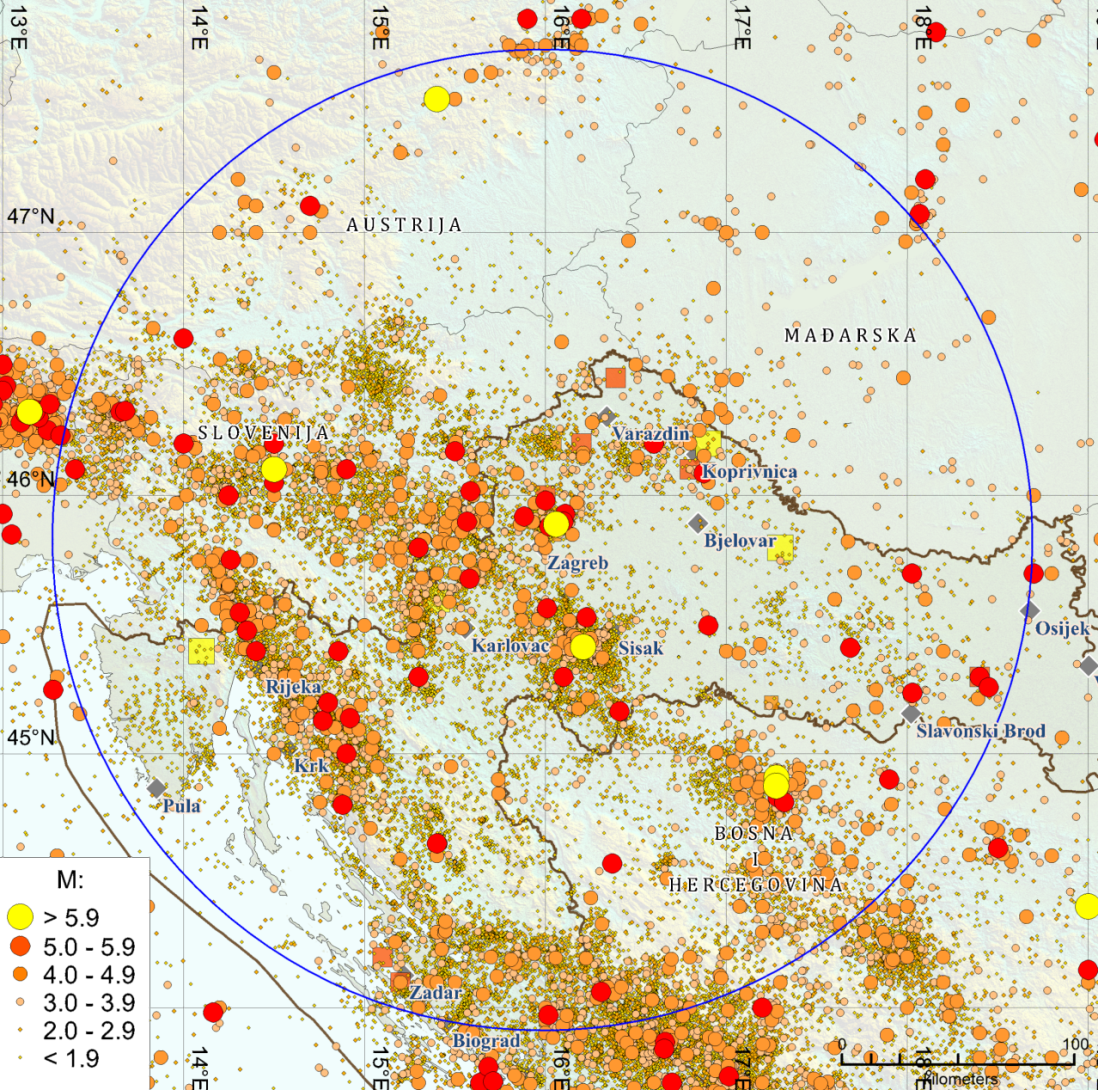 13°E
14°E
15°E
16°E
17°E
18°E
47°N
AUSTRIJA
MAĐARSKA
SLOVENIJA
Varazdin
46°N
Koprivnica
Bjelovar
Zagreb
Osijek
Karlovac
Sisak
Rijeka
45°N
Slavonski Brod
Krk
Pula
BOSNA
I
HERCEGOVINA
M:
> 5.9
5.0 - 5.9
4.0 - 4.9
3.0 - 3.9
2.0 - 2.9
< 1.9
Zadar
Biograd
0
100
Kilometers
14°E
15°E
16°E
17°E
18°E